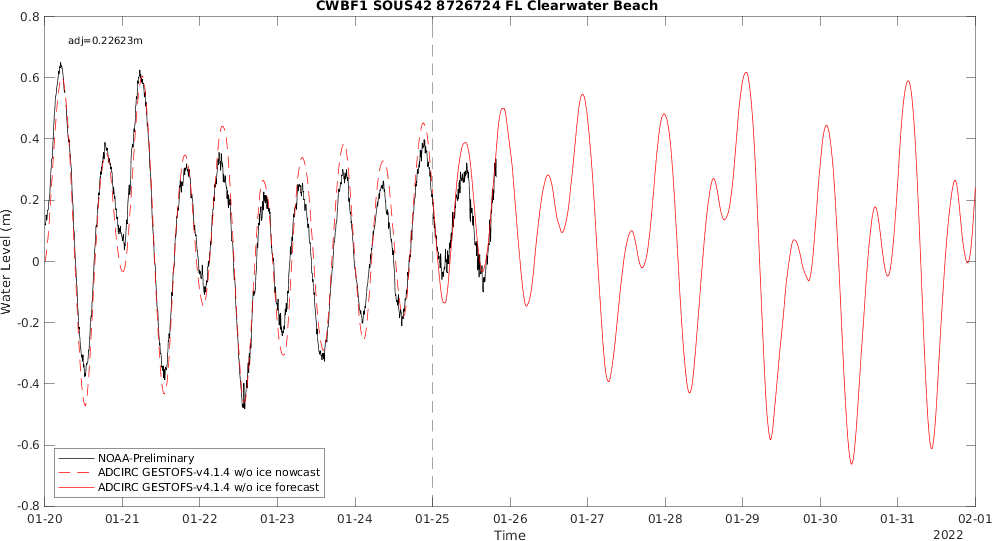 CWBF1 SOUS42 8726724 FL Clearwater Beach
adj=0.22623m
0.8
0.6
0.4
0.2
0
-0.2
-0.4
-0.6
-0.8
Water Level (m)
NOAA-Preliminary
ADCIRC GESTOFS-v4.1.4 w/o ice nowcast
ADCIRC GESTOFS-v4.1.4 w/o ice forecast
01-20 01-21 01-22 01-23 01-24 01-25 01-26 01-27 01-28 01-29 01-30 01-31 02-01
Time
2022